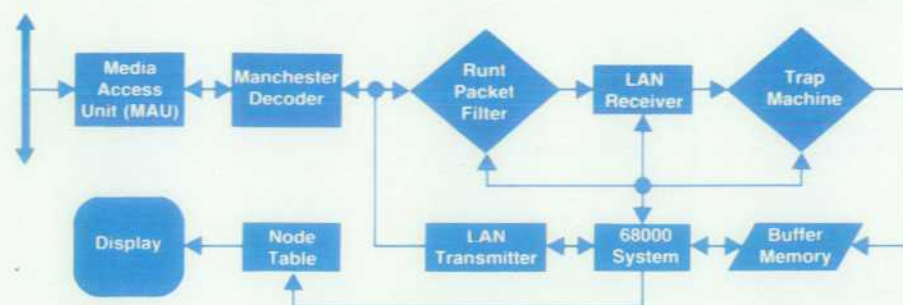 Media
Access
Unit (MAU)
Manchester
Decoder
Runt
Packet
Filter
LAN
Receiver
Trap
Machine
Display
Node
Table
LAN
Transmitter
68000
System
Buffer
Memory